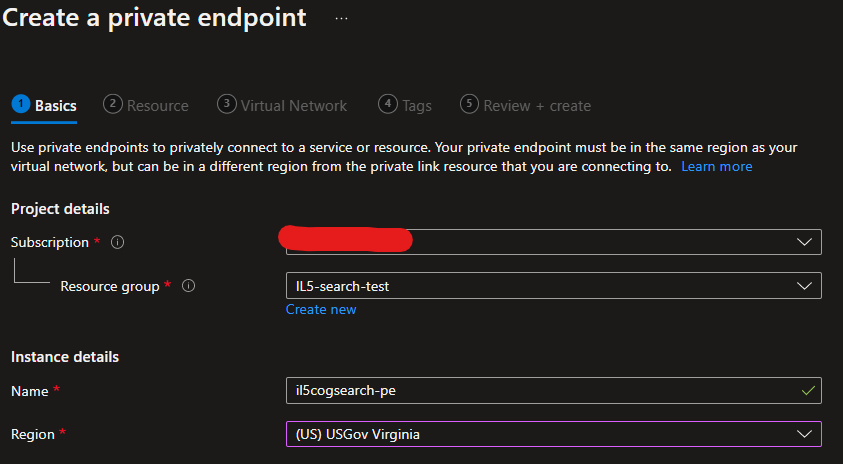 Create a private endpoint ...
1 Basics 2 Resource 3 Virtual Network 4 Tags 5 Review + create
Use private endpoints to privately connect to a service or resource. Your private endpoint must be in the same region as your
virtual network, but can be in a different region from the private link resource that you are connecting to. Learn more
Project details
Subscription *
Resource group * IL5-search-test
Create new
Instance details
Name * il5cogsearch-pe
Region * (US) USGov Virginia